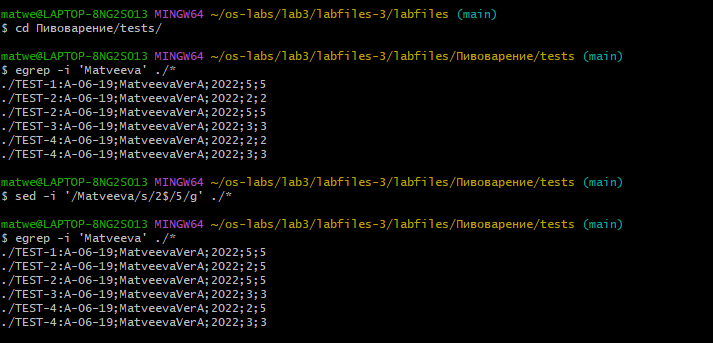 matwe@LAPTOP-8NG2SO13 MINGW64 ~/os-labs/lab3/labfiles-3/labfiles (main)
$ cd Пивоварение/tests/
matwe@LAPTOP-8NG2SO13 MINGW64 ~/os-labs/lab3/labfiles-3/labfiles/Пивоварение/tests (main)
$ egrep -i 'Matveeva' ./*
./TEST-1:A-06-19;MatveevaVerA;2022;5;5
./TEST-2:A-06-19;MatveevaVerA;2022;2;2
./TEST-2:A-06-19;MatveevaVerA;2022;5;5
./TEST-3:A-06-19;MatveevaVerA;2022;3;3
./TEST-4:A-06-19;MatveevaVerA;2022;2;2
./TEST-4:A-06-19;MatveevaVerA;2022;3;3
matwe@LAPTOP-8NG2SO13 MINGW64 ~/os-labs/lab3/labfiles-3/labfiles/Пивоварение/tests (main)
$ sed -i '/Matveeva/s/2$/5/g' ./*
matwe@LAPTOP-8NG2SO13 MINGW64 ~/os-labs/lab3/labfiles-3/labfiles/Пивоварение/tests (main)
$ egrep -i 'Matveeva' ./*
./TEST-1:A-06-19;MatveevaVerA;2022;5;5
./TEST-2:A-06-19;MatveevaVerA;2022;2;5
./TEST-2:A-06-19;MatveevaVerA;2022;5;5
./TEST-3:A-06-19;MatveevaVerA;2022;3;3
./TEST-4:A-06-19;MatveevaVerA;2022;2;5
./TEST-4:A-06-19;MatveevaVerA;2022;3;3